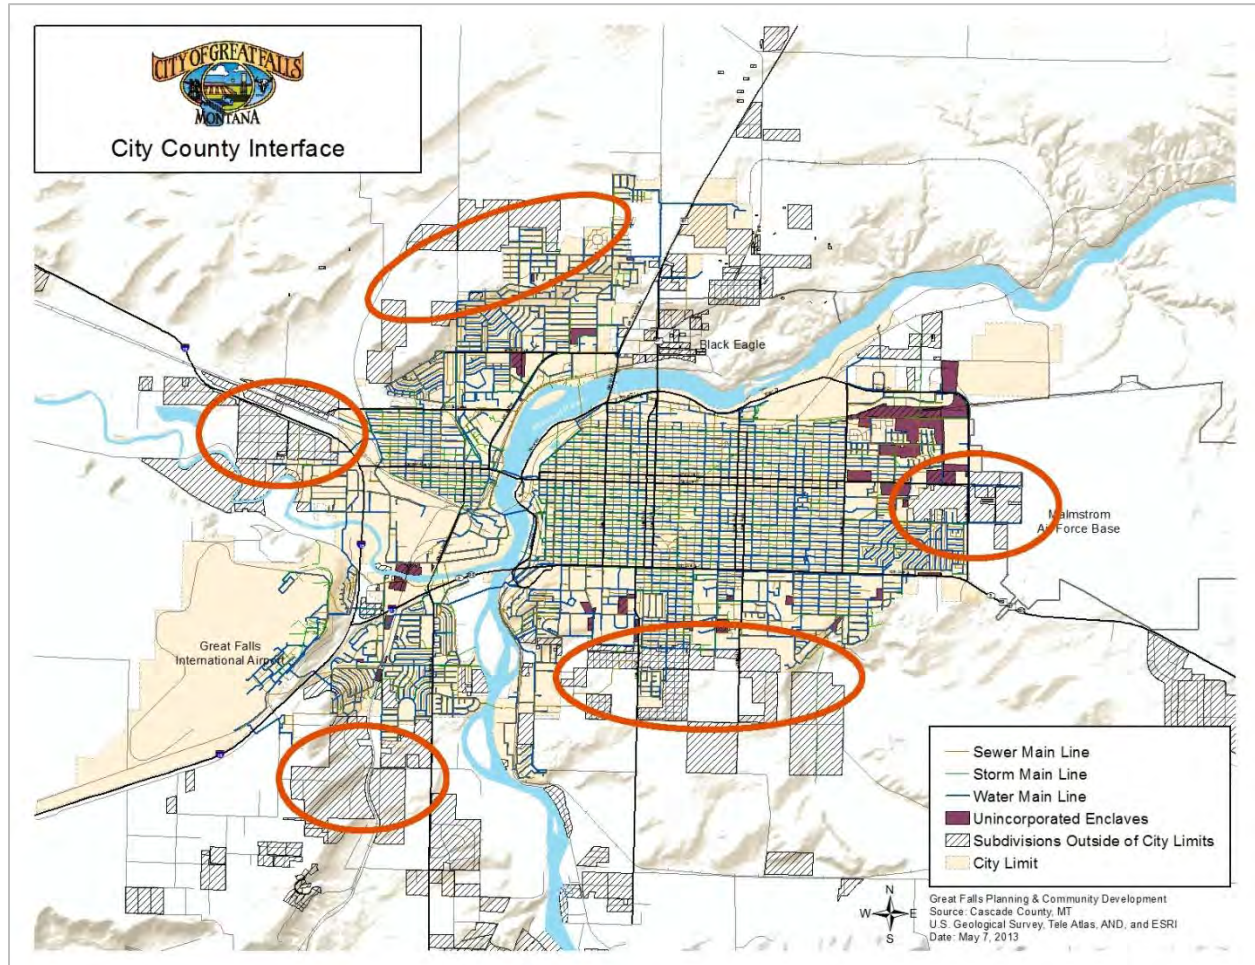 CITY OF GREAT FALLS
MONTANA
City County Interface
Black Eagle
Malmstrom
Air Force Base
Great Falls
International Airport
Sewer Main Line
Storm Main Line
Water Main Line
Unincorporated Enclaves
Subdivisions Outside of City Limits
City Limit
N
W
E
S
Great Falls Planning & Community Development
Source: Cascade County, MT
U.S. Geological Survey, Tele Atlas, AND, and ESRI
Date: May 7, 2013